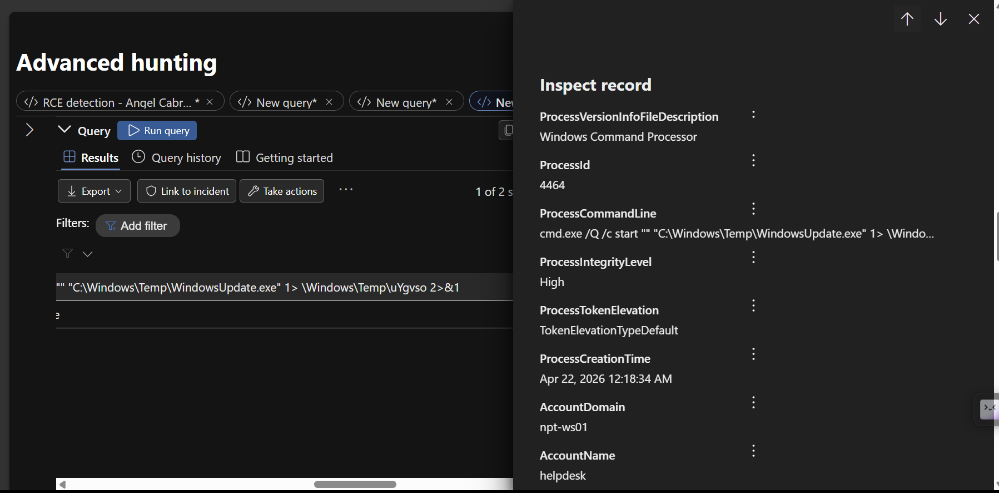 Advanced hunting
</> RCE detection - Angel Cabr... *
</> New query*
</> New query*
</> Nev
Query
Run query
Results
Query history
Getting started
Export
Link to incident
Take actions
1 of 2 s
Filters:
Add filter
"" "C:\Windows\Temp\WindowsUpdate.exe" 1> \Windows\Temp\uYgvso 2>&1
e
Inspect record
ProcessVersionInfoFileDescription
Windows Command Processor
ProcessId
4464
ProcessCommandLine
cmd.exe /Q /c start "" "C:\Windows\Temp\WindowsUpdate.exe" 1> \Windo...
ProcessIntegrityLevel
High
ProcessTokenElevation
TokenElevationTypeDefault
ProcessCreationTime
Apr 22, 2026 12:18:34 AM
AccountDomain
npt-ws01
AccountName
helpdesk